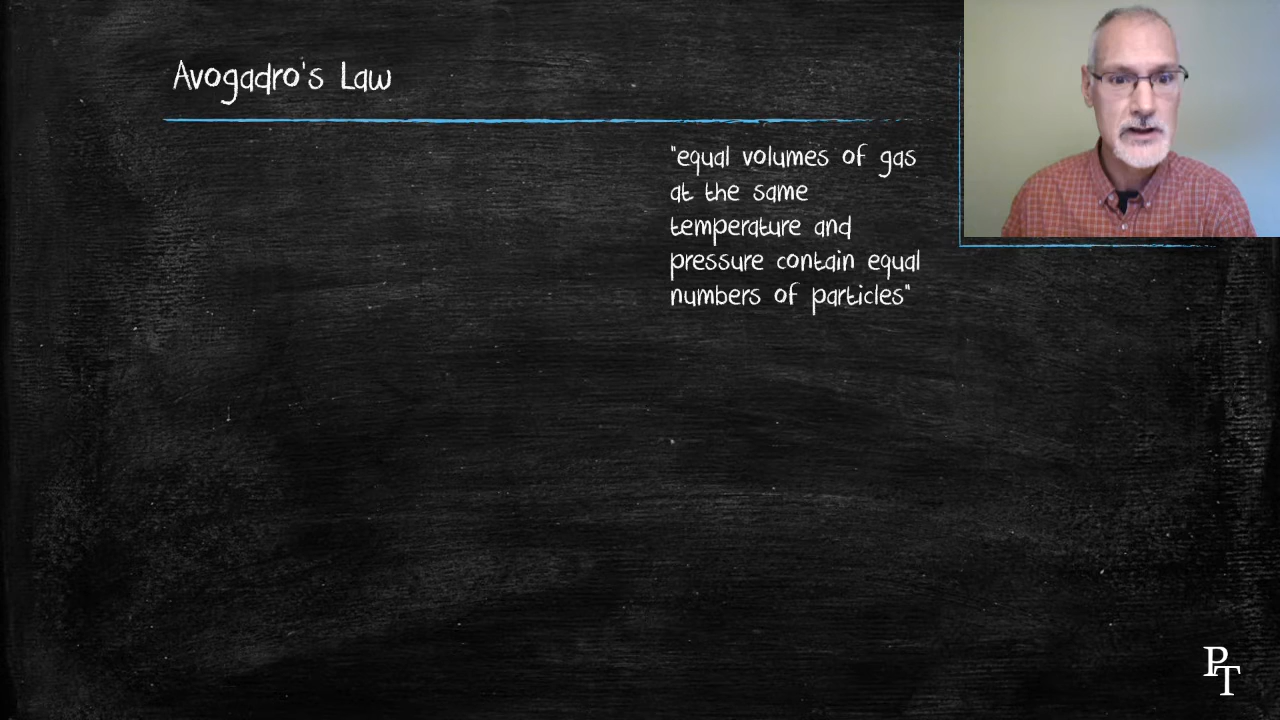 Avogadro's Law
"equal volumes of gas
at the same
temperature and
pressure contain equal
numbers of particles"
PT